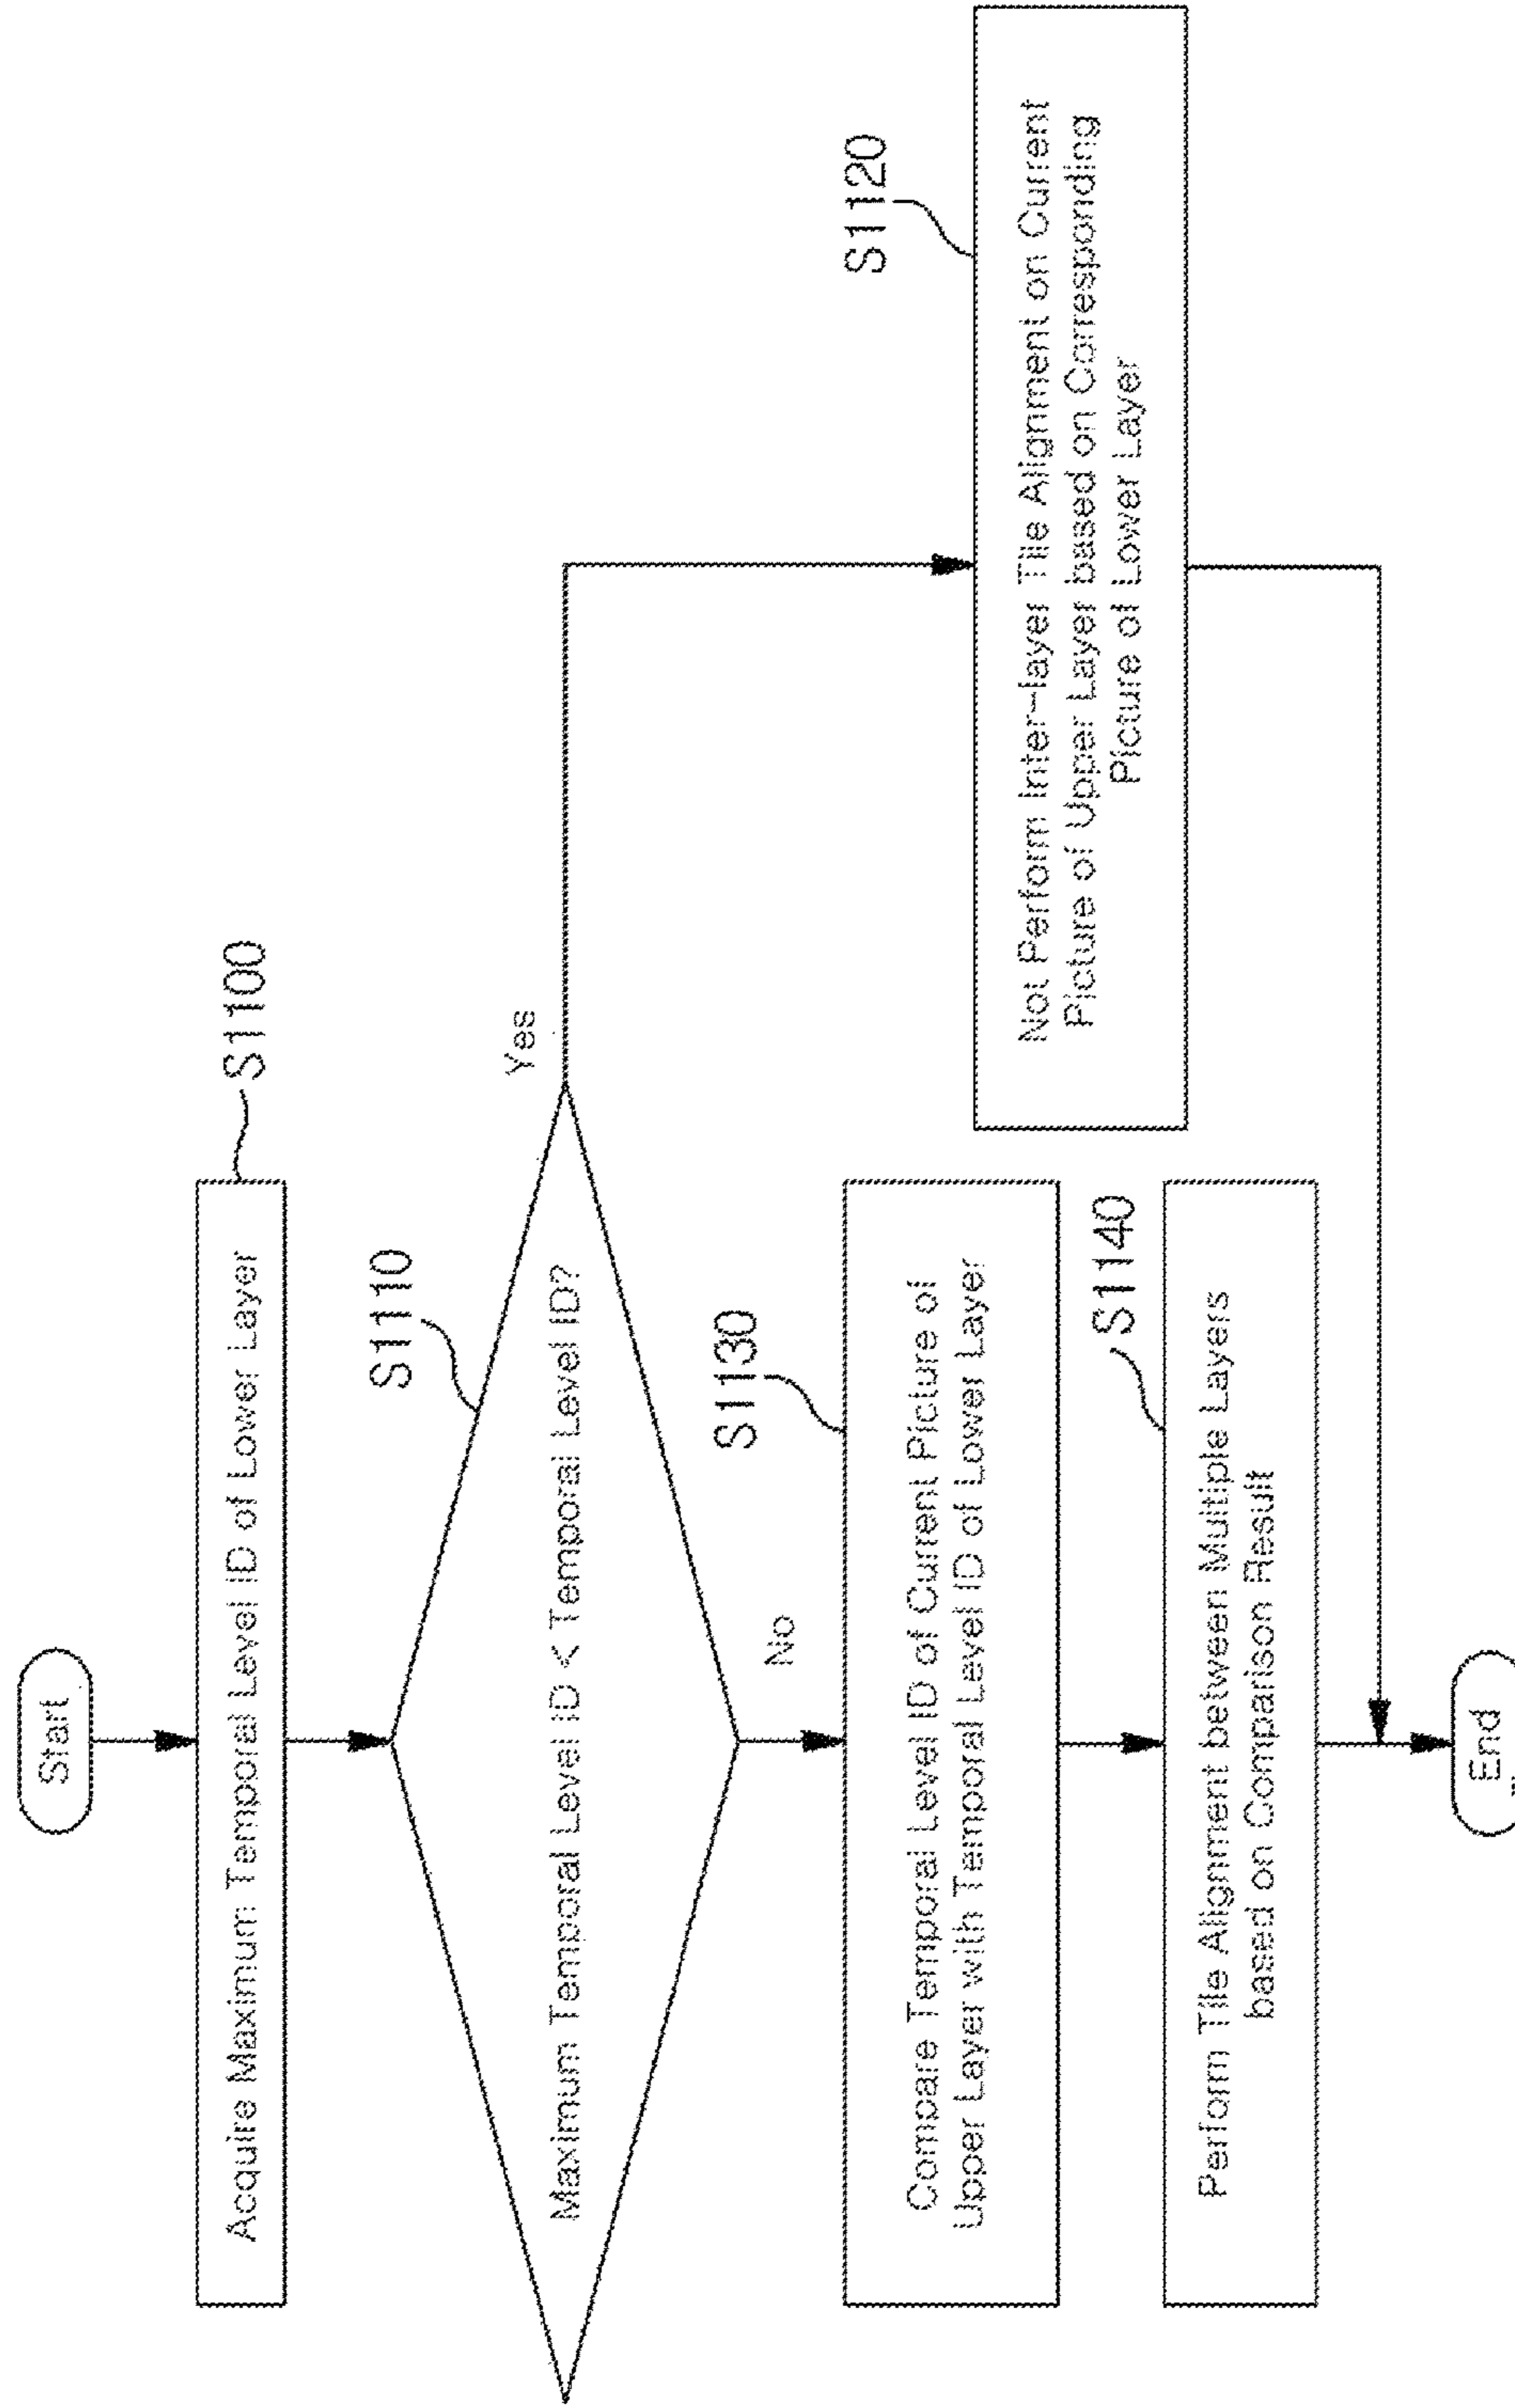 Start
Acquire Maximum Temporal Level ID of Lower Layer
S1100
S1110
Maximum Temporal Level ID < Temporal Level ID?
Yes
No
S1120
Not Perform Inter-layer Tile Alignment on Current
Picture of Upper Layer based on Corresponding
Picture of Lower Layer
S1130
Compare Temporal Level ID of Current Picture of
Upper Layer with Temporal Level ID of Lower Layer
S1140
Perform Tile Alignment between Multiple Layers
based on Comparison Result
End